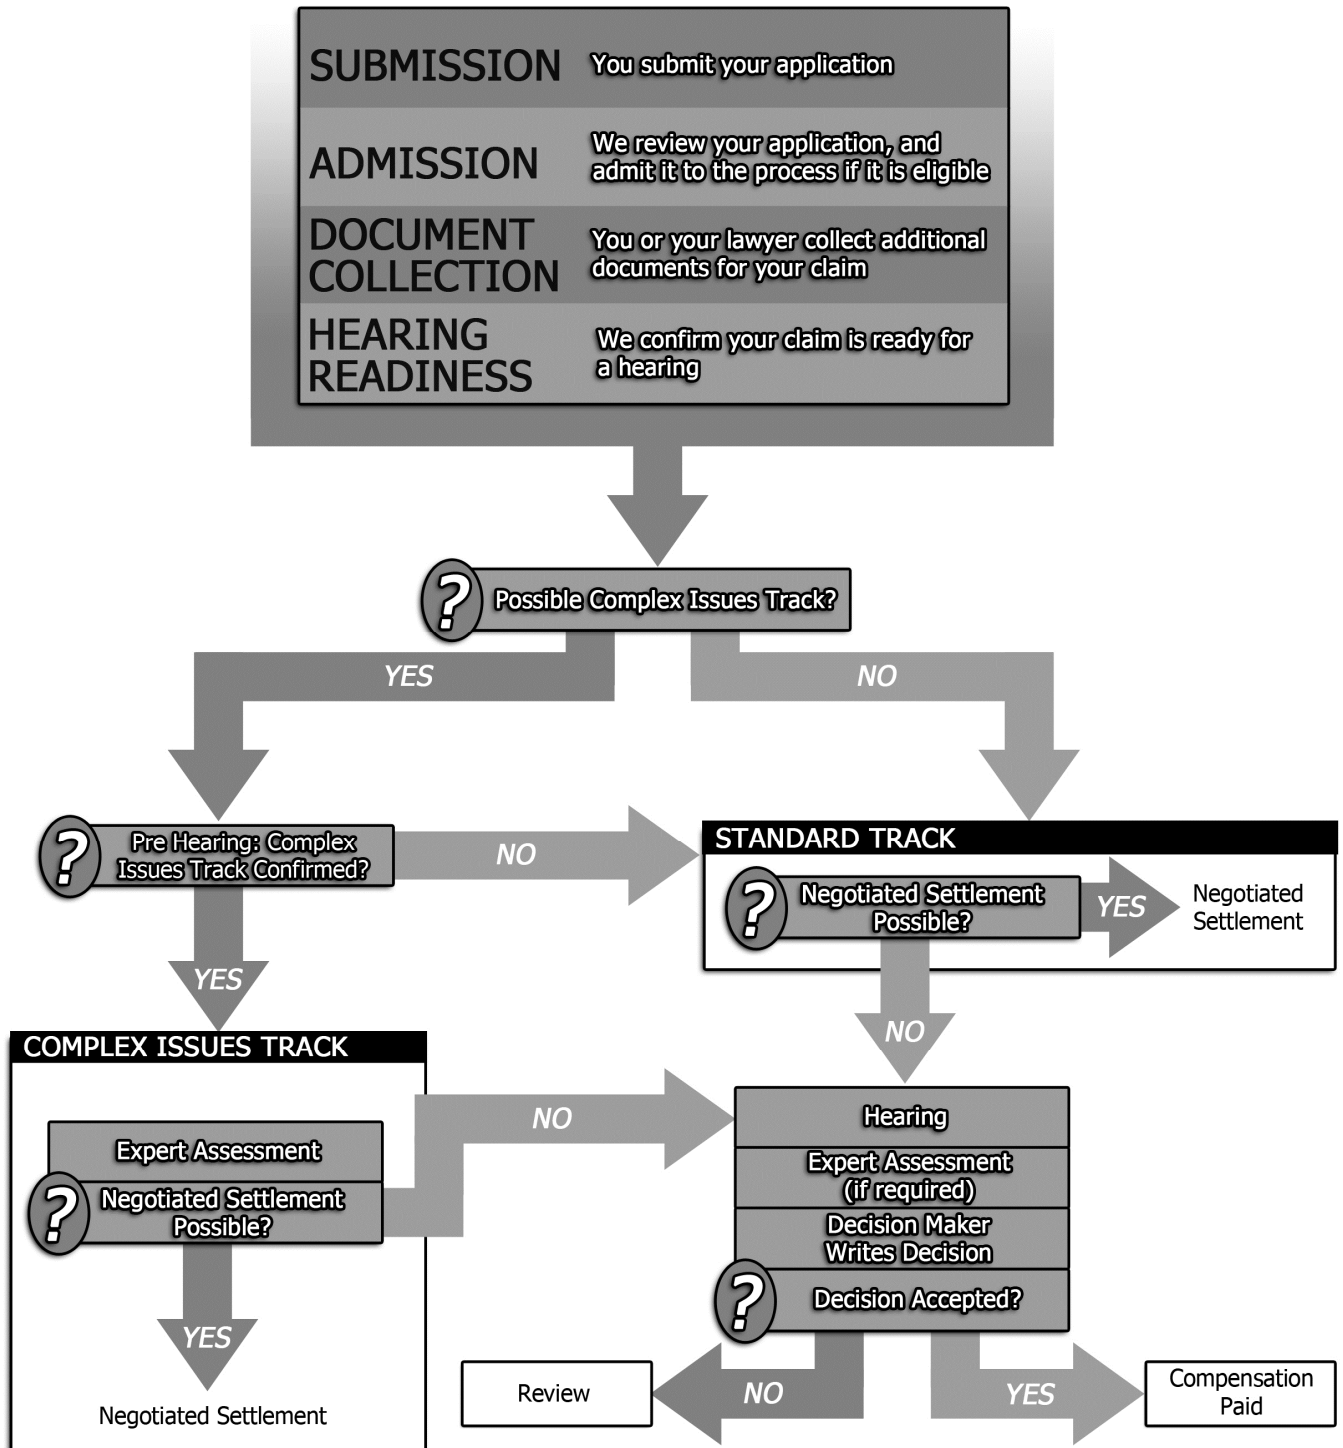 SUBMISSION
You submit your application
ADMISSION
We review your application, and
admit it to the process if it is eligible
DOCUMENT
COLLECTION
You or your lawyer collect additional
documents for your claim
HEARING
READINESS
We confirm your claim is ready for
a hearing
?
Possible Complex Issues Track?
YES
NO
?
Pre Hearing: Complex
Issues Track Confirmed?
NO
YES
STANDARD TRACK
?
Negotiated Settlement
Possible?
YES
Negotiated
Settlement
NO
COMPLEX ISSUES TRACK
Expert Assessment
?
Negotiated Settlement
Possible?
NO
YES
Negotiated Settlement
Hearing
Expert Assessment
(if required)
Decision Maker
Writes Decision
?
Decision Accepted?
NO
Review
YES
Compensation
Paid